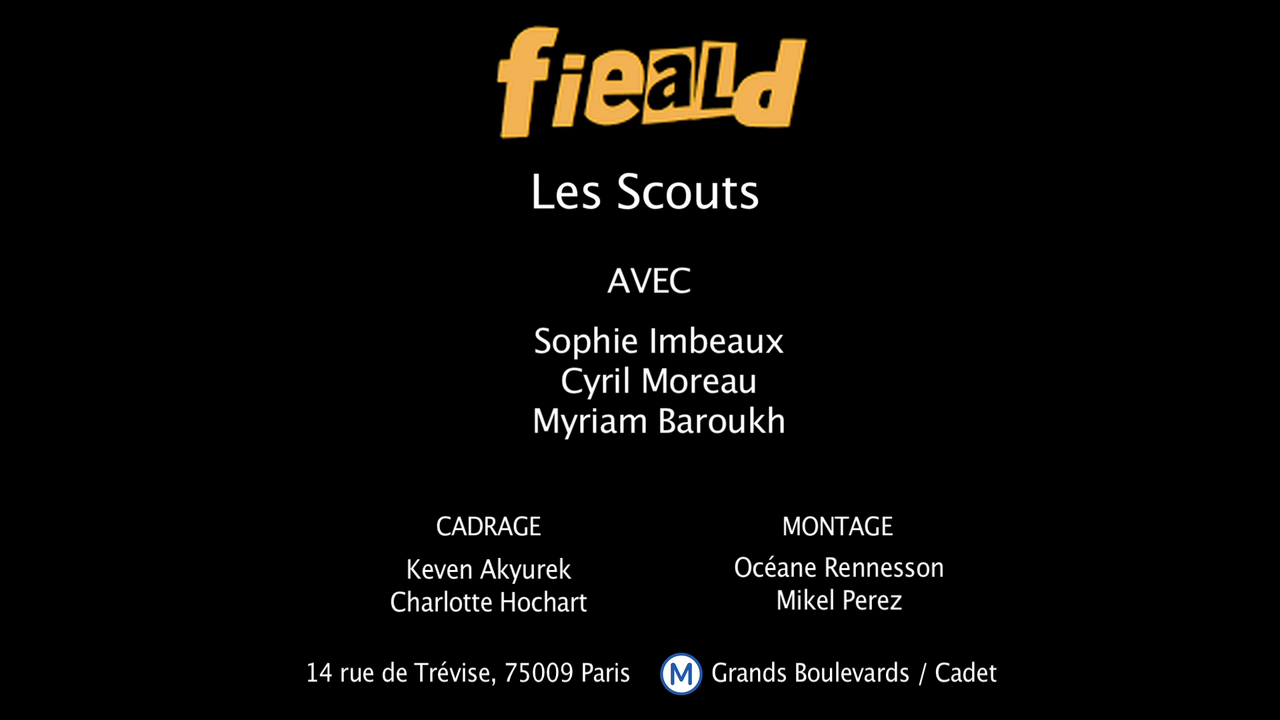 fieald
Les Scouts
AVEC
Sophie Imbeaux
Cyril Moreau
Myriam Baroukh
CADRAGE
Keven Akyurek
Charlotte Hochart
MONTAGE
Océane Rennesson
Mikel Perez
14 rue de Trévise, 75009 Paris M Grands Boulevards / Cadet